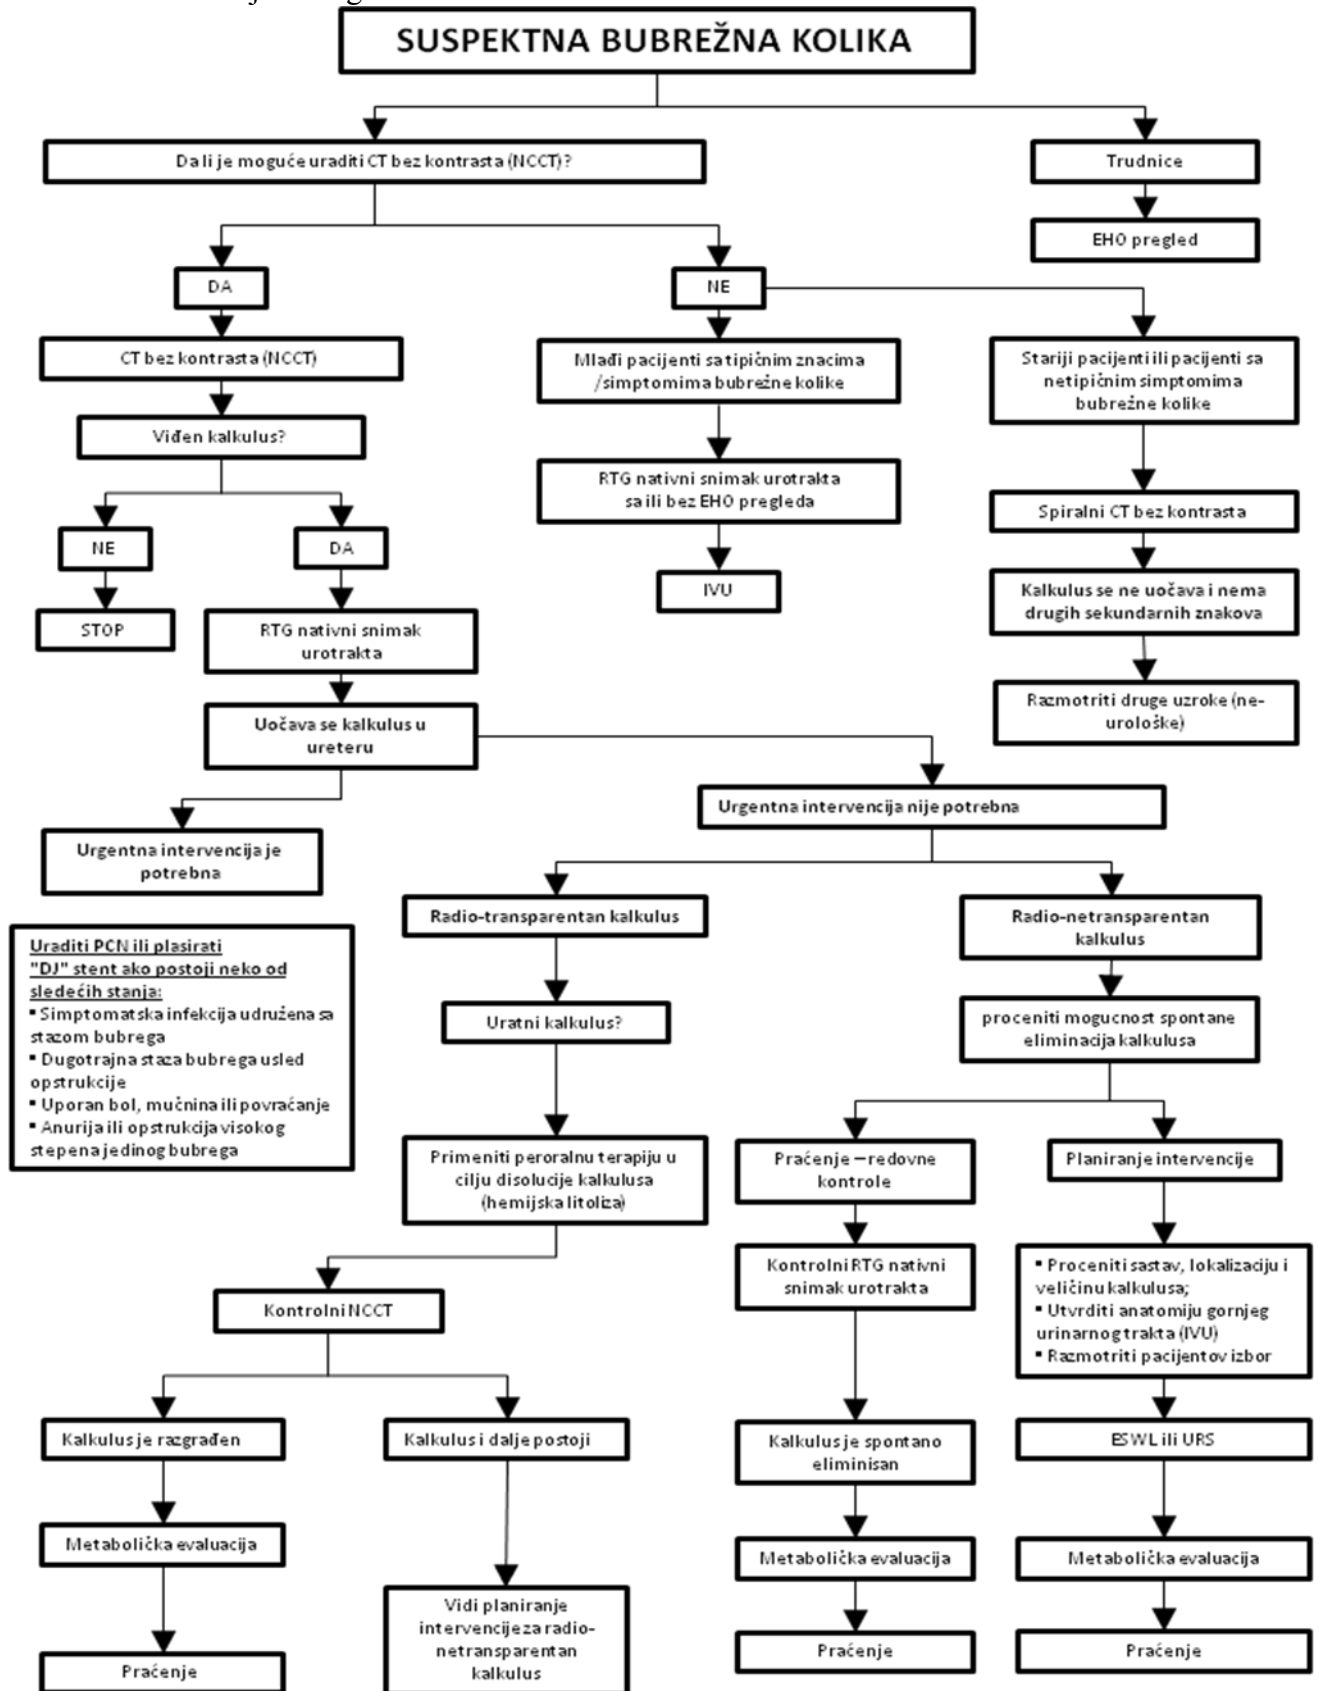 SUSPEKTNA BUBREŽNA KOLIKA
Da li je moguće uraditi CT bez kontrasta (NCCT)?
Trudnice
EHO pregled
DA
NE
CT bez kontrasta (NCCT)
Mlađi pacijenti sa tipičnim znacima
/simptomima bubrežne kolike
Stariji pacijenti ili pacijenti sa
netipičnim simptomima
bubrežne kolike
Viđen kalkulus?
RTG nativni snimak urotrakta
sa ili bez EHO pregleda
Spiralni CT bez kontrasta
NE
DA
IVU
Kalkulus se ne uočava i nema
drugih sekundarnih znakova
STOP
RTG nativni snimak
urotrakta
Razmotriti druge uzroke (ne-
urološke)
Uočava se kalkulus u
ureteru
Urgentna intervencija nije potrebna
Urgentna intervencija je
potrebna
Radio-transparentan kalkulus
Radio-netransparentan
kalkulus
Uraditi PCN ili plasirati
"DJ" stent ako postoji neko od
sledećih stanja:
▪ Simptomatska infekcija udružena sa
stazom bubrega
▪ Dugotrajna staza bubrega usled
opstrukcije
▪ Uporan bol, mučnina ili povraćanje
▪ Anurija ili opstrukcija visokog
stepena jedinog bubrega
Uratni kalkulus?
proceniti mogucnost spontane
eliminacija kalkulusa
Primeniti peroralnu terapiju u
cilju disolucije kalkulusa
(hemijska litoliza)
Praćenje – redovne
kontrole
Planiranje intervencije
Kontrolni NCCT
Kontrolni RTG nativni
snimak urotrakta
▪ Proceniti sastav, lokalizaciju i
veličinu kalkulusa;
▪ Utvrditi anatomiju gornjeg
urinarnog trakta (IVU)
▪ Razmotriti pacijentov izbor
Kalkulus je razgrađen
Kalkulus i dalje postoji
Kalkulus je spontano
eliminisan
ESWL ili URS
Metabolička evaluacija
Vidi planiranje
intervencije za radio-
netransparentan
kalkulus
Metabolička evaluacija
Metabolička evaluacija
Praćenje
Praćenje
Praćenje